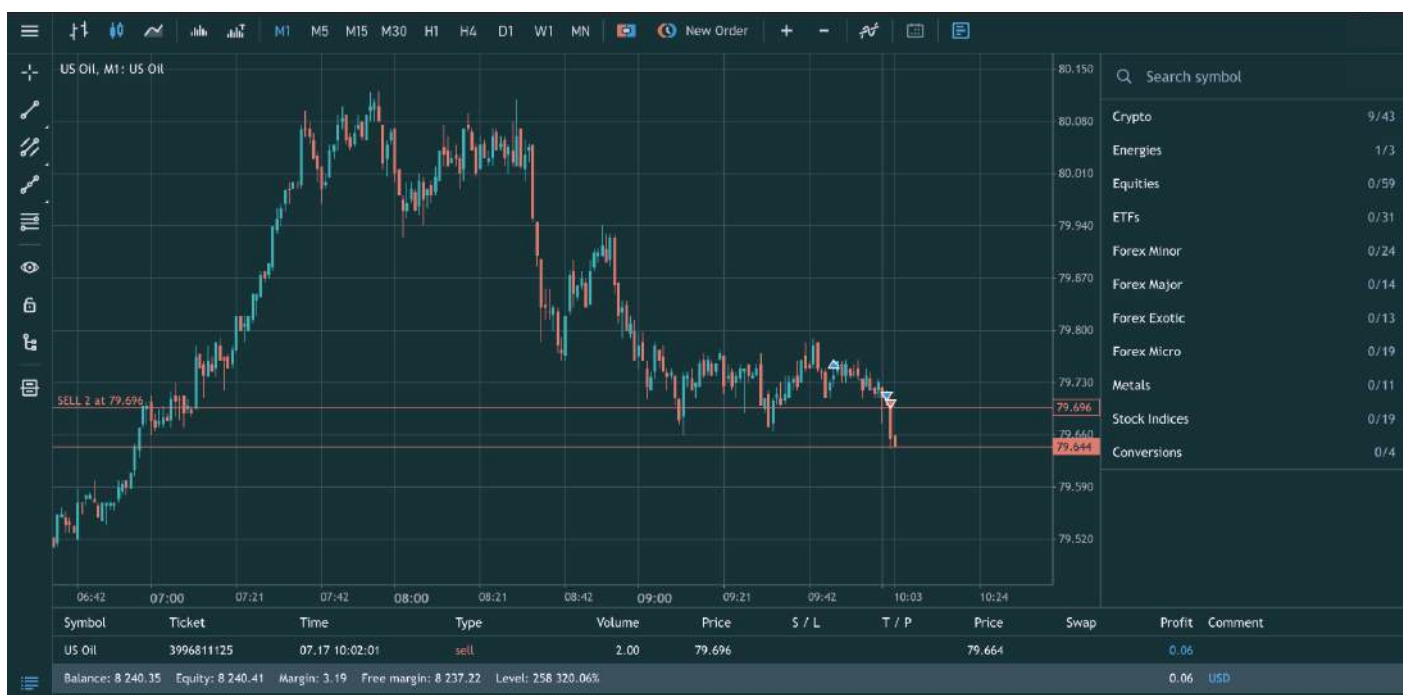 M1 M5 M15 M30 H1 H4 D1 W1 MN New Order
US Oil, M1: US Oil
80.150
80.080
80.010
79.940
79.870
79.800
79.730
SELL 2 at 79.696
79.696
79.660
79.644
79.590
79.520
06:42 07:00 07:21 07:42 08:00 08:21 08:42 09:00 09:21 09:42 10:03 10:24
Search symbol
Crypto 9/43
Energies 1/3
Equities 0/59
ETFs 0/31
Forex Minor 0/24
Forex Major 0/14
Forex Exotic 0/13
Forex Micro 0/19
Metals 0/11
Stock Indices 0/19
Conversions 0/4
Symbol Ticket Time Type Volume Price S / L T / P Price Swap Profit Comment
US Oil 3996811125 07.17 10:02:01 sell 2.00 79.696 79.664 0.06
Balance: 8 240.35 Equity: 8 240.41 Margin: 3.19 Free margin: 8 237.22 Level: 258 320.06% 0.06 USD